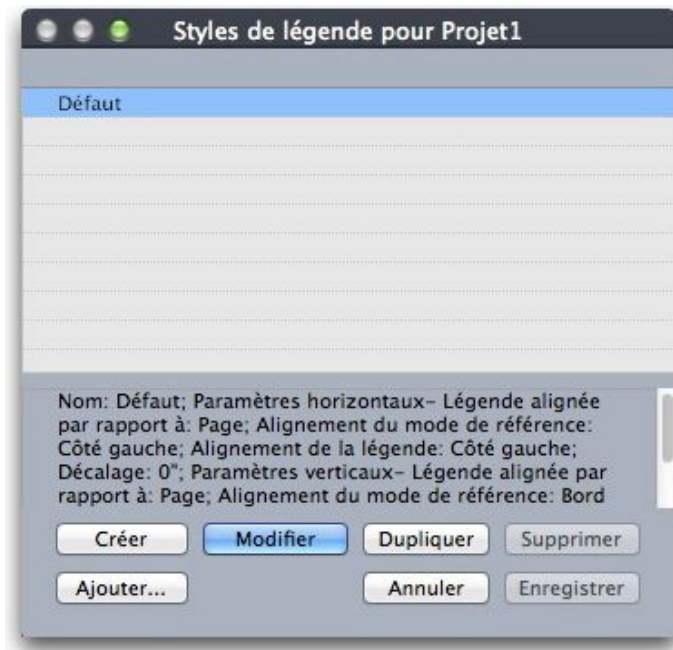 Styles de légende pour Projet1
Défaut
Nom: Défaut; Paramètres horizontaux– Légende alignée
par rapport à: Page; Alignement du mode de référence:
Côté gauche; Alignement de la légende: Côté gauche;
Décalage: 0"; Paramètres verticaux– Légende alignée par
rapport à: Page; Alignement du mode de référence: Bord
Créer Modifier Dupliquer Supprimer
Ajouter... Annuler Enregistrer